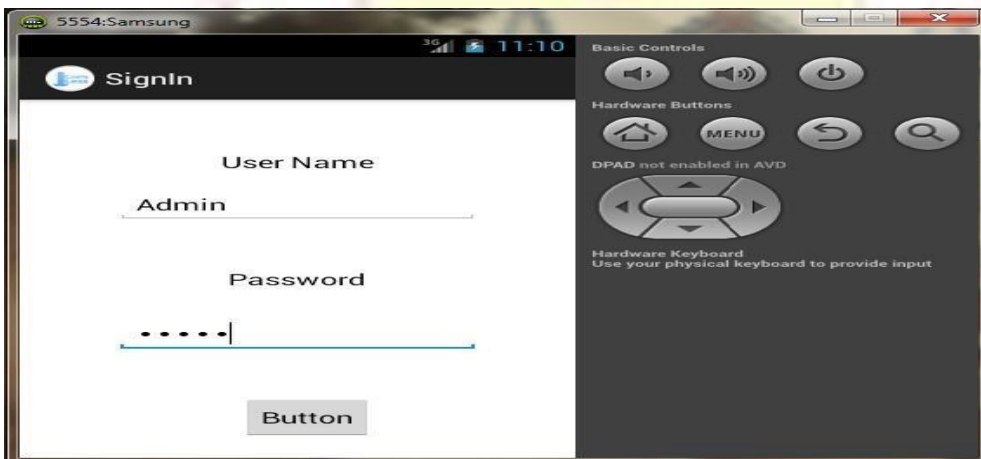 5554:Samsung
3G 11:10
SignIn
User Name
Admin
Password
Button
Basic Controls
Hardware Buttons
MENU
DPAD not enabled in AVD
Hardware Keyboard
Use your physical keyboard to provide input